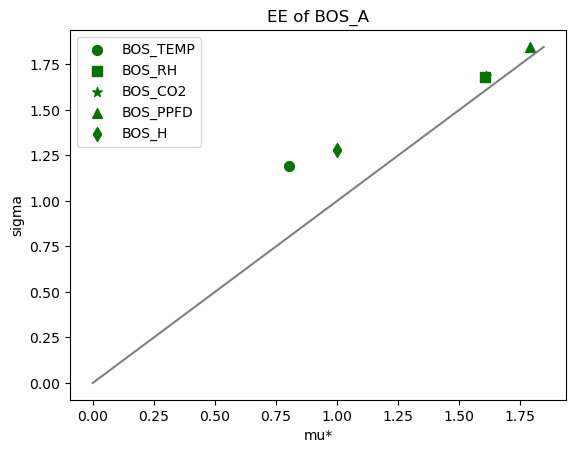 EE of BOS_A
BOS_TEMP
BOS_RH
BOS_CO2
BOS_PPFD
BOS_H
sigma
1.75
1.50
1.25
1.00
0.75
0.50
0.25
0.00
0.00 0.25 0.50 0.75 1.00 1.25 1.50 1.75
mu*